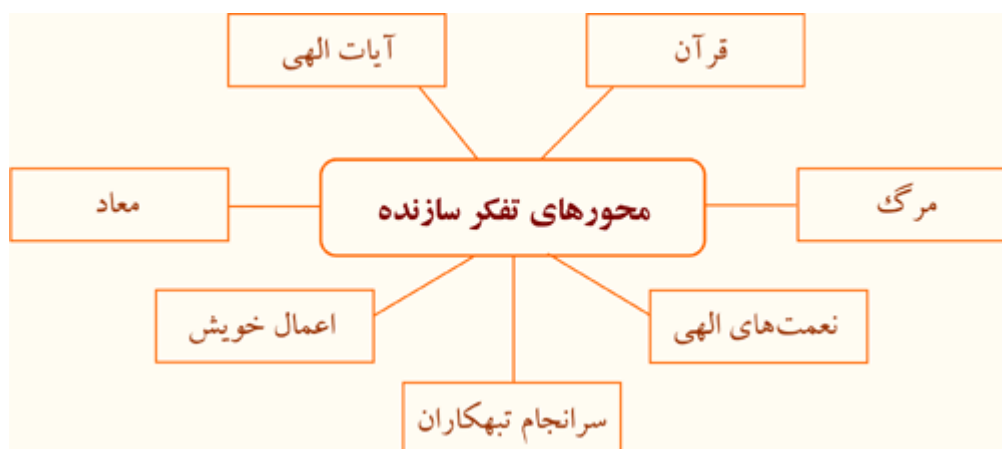 قرآن
آیات الهی
مرگ
محورهای تفکر سازنده
معاد
نعمت‌های الهی
اعمال خویش
سرانجام تبهکاران